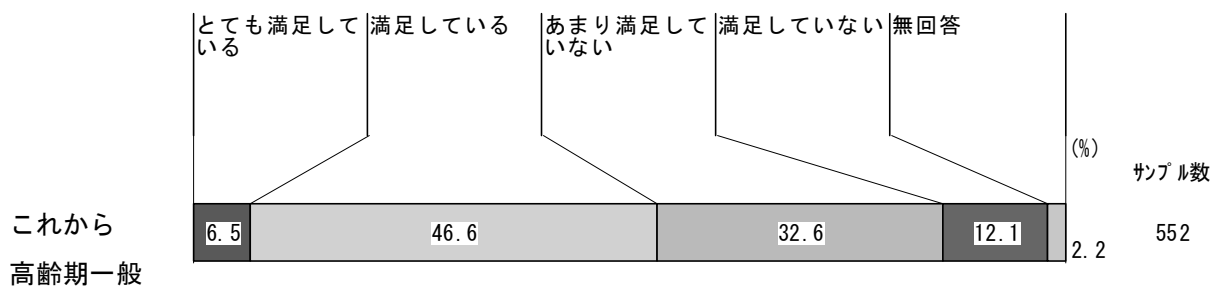 とても満足して
いる
満足している
あまり満足して
いない
満足していない
無回答
(%)
ｻﾝﾌﾟﾙ数
これから
高齢期一般
6.5
46.6
32.6
12.1
2.2
552